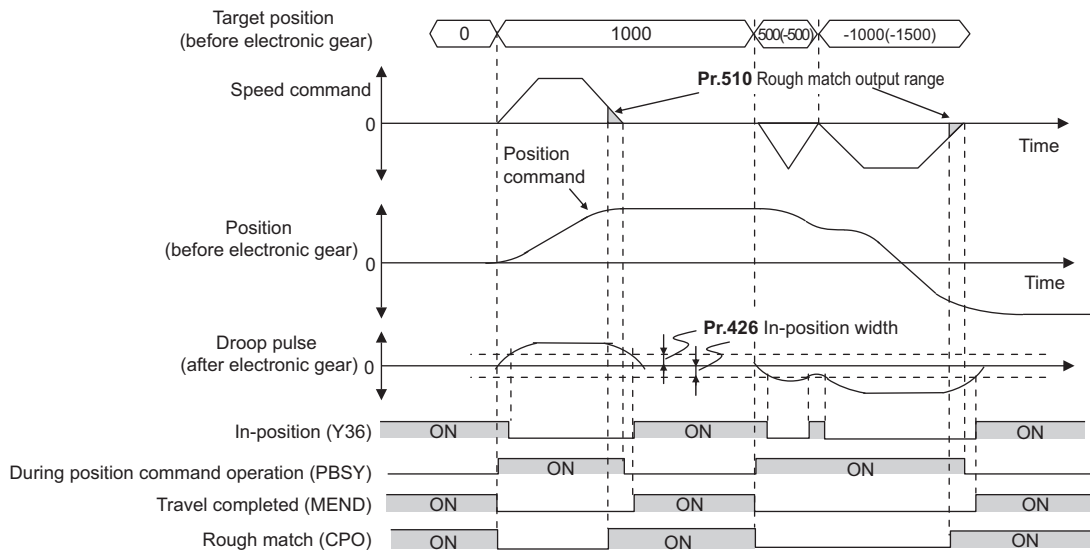 Target position
(before electronic gear)
0
1000
500(-500)
-1000(-1500)
Pr.510 Rough match output range
Speed command
0
Time
Position
command
Position
(before electronic gear)
0
Time
Pr.426 In-position width
Droop pulse
(after electronic gear)
0
In-position (Y36)
ON
ON
ON
During position command operation (PBSY)
ON
ON
Travel completed (MEND)
ON
ON
ON
Rough match (CPO)
ON
ON
ON